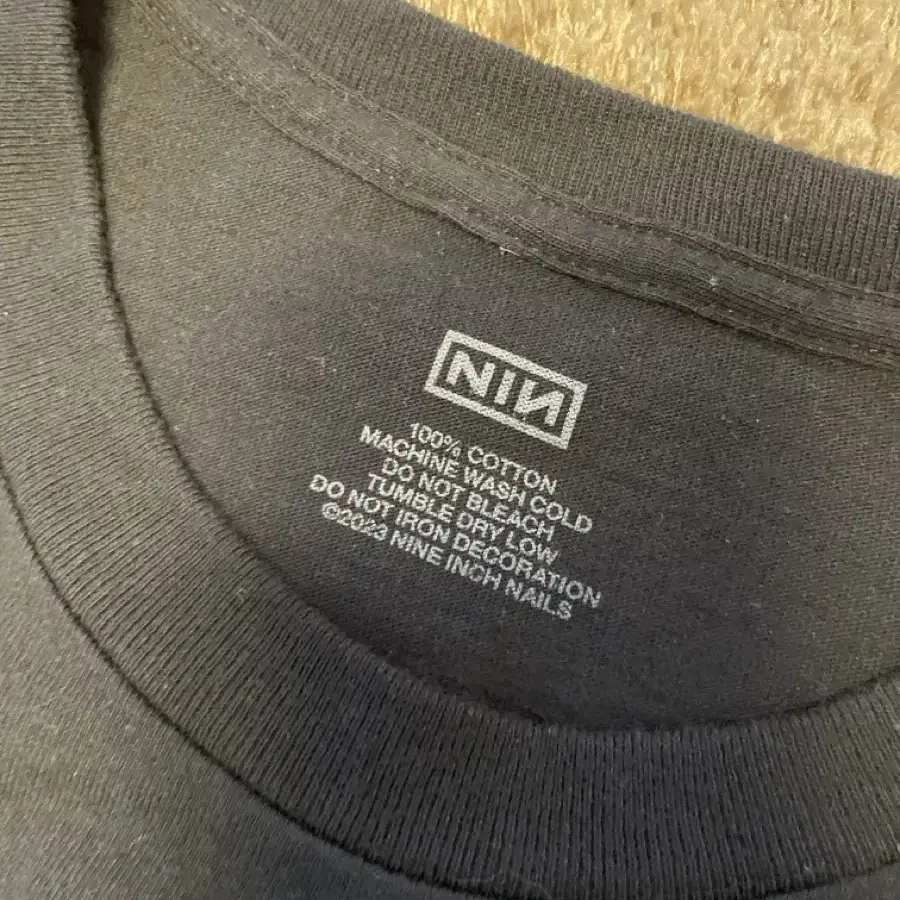 NIN
100% COTTON
MACHINE WASH COLD
DO NOT BLEACH
TUMBLE DRY LOW
DO NOT IRON DECORATION
©2023 NINE INCH NAILS